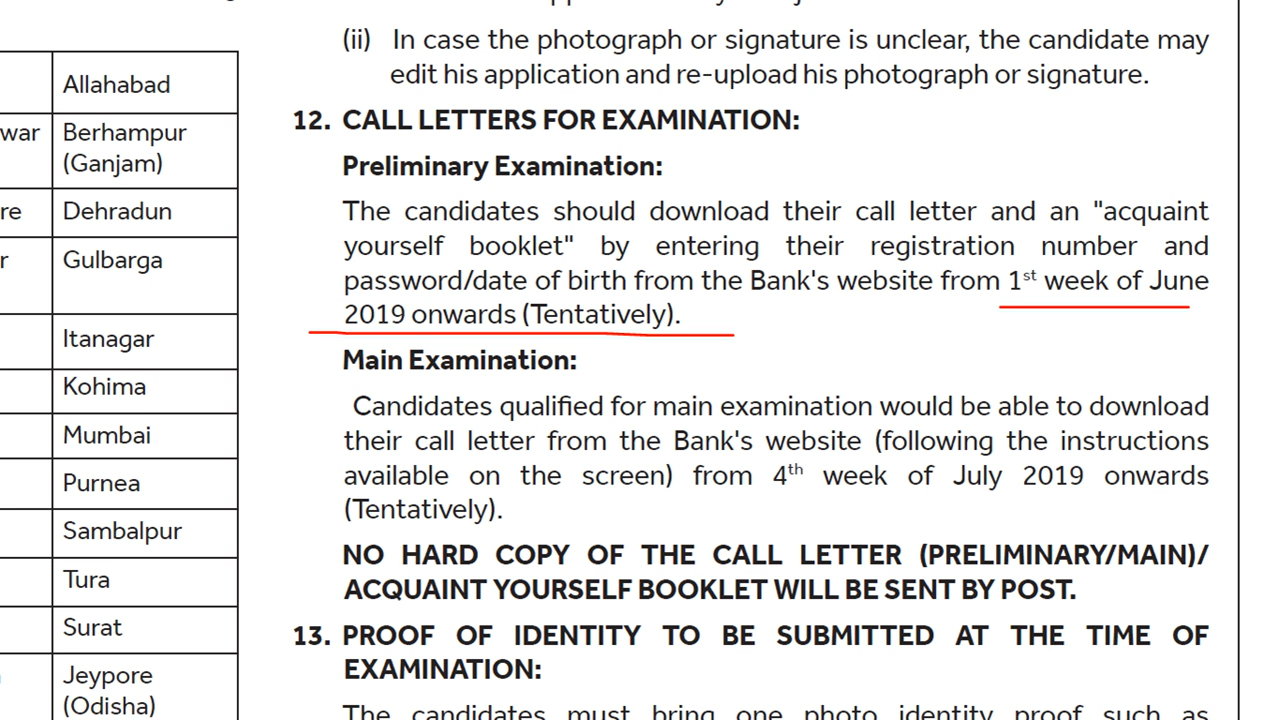 Allahabad
war
Berhampur
(Ganjam)
re
Dehradun
r
Gulbarga
Itanagar
Kohima
Mumbai
Purnea
Sambalpur
Tura
Surat
Jeypore
(Odisha)
(ii) In case the photograph or signature is unclear, the candidate may
edit his application and re-upload his photograph or signature.
12. CALL LETTERS FOR EXAMINATION:
Preliminary Examination:
The candidates should download their call letter and an "acquaint
yourself booklet" by entering their registration number and
password/date of birth from the Bank's website from 1st week of June
2019 onwards (Tentatively).
Main Examination:
Candidates qualified for main examination would be able to download
their call letter from the Bank's website (following the instructions
available on the screen) from 4th week of July 2019 onwards
(Tentatively).
NO HARD COPY OF THE CALL LETTER (PRELIMINARY/MAIN)/
ACQUAINT YOURSELF BOOKLET WILL BE SENT BY POST.
13. PROOF OF IDENTITY TO BE SUBMITTED AT THE TIME OF
EXAMINATION:
The candidates must bring one photo identity proof such as